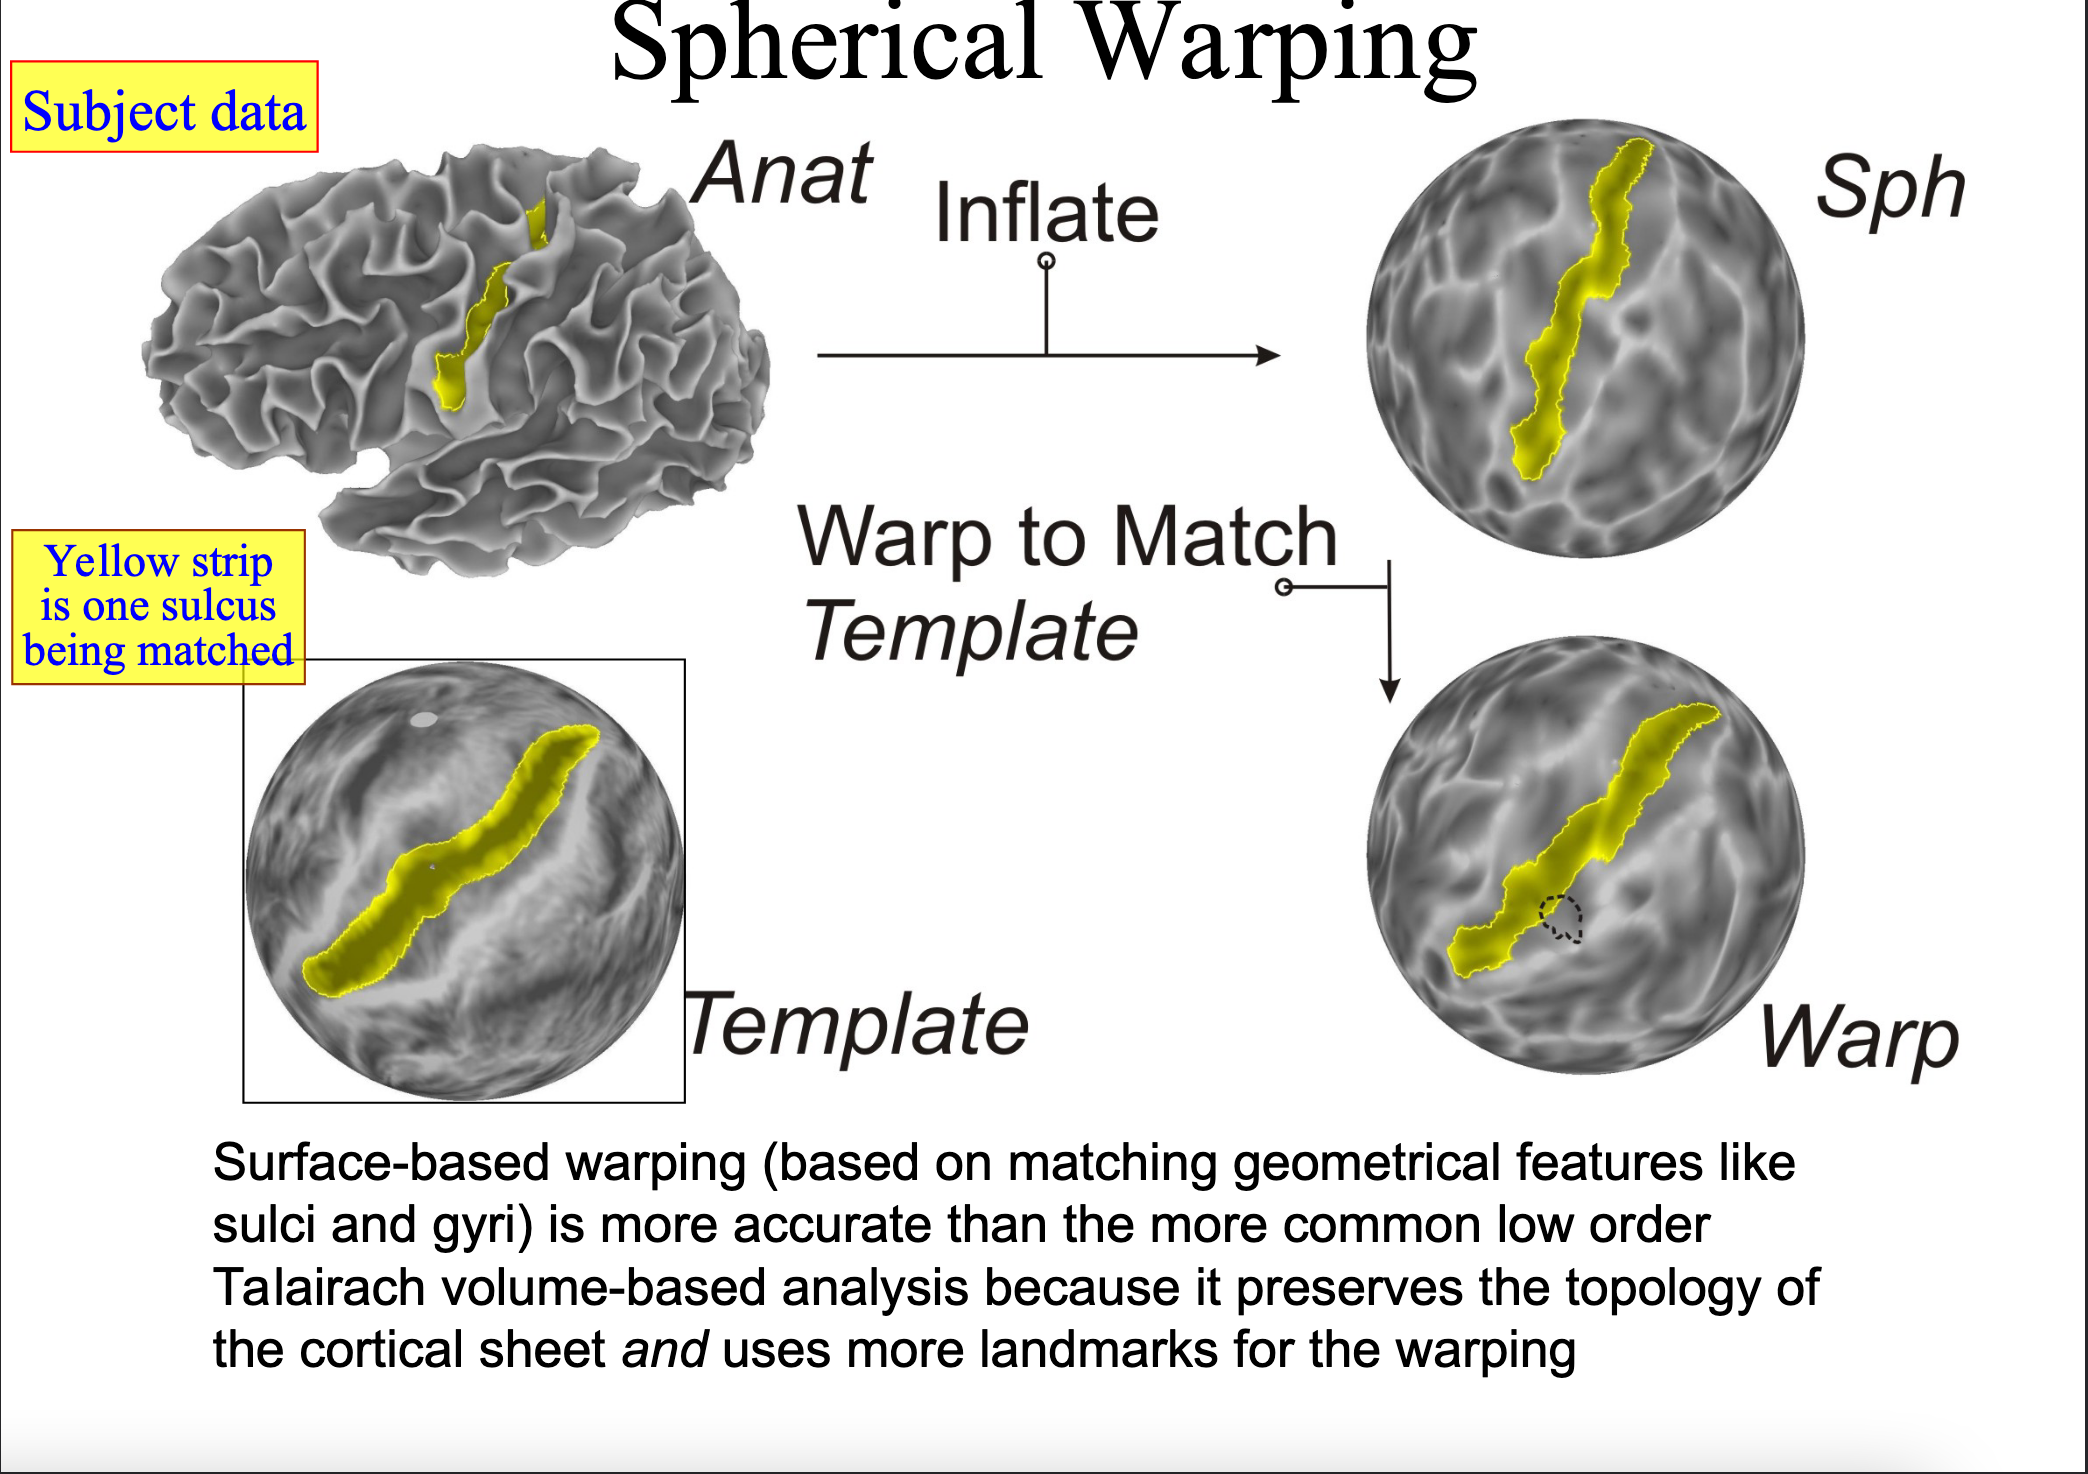 Spherical Warping
Subject data
Anat
Inflate
Sph
Yellow strip
is one sulcus
being matched
Warp to Match
Template
Template
Warp
Surface-based warping (based on matching geometrical features like
sulci and gyri) is more accurate than the more common low order
Talairach volume-based analysis because it preserves the topology of
the cortical sheet and uses more landmarks for the warping